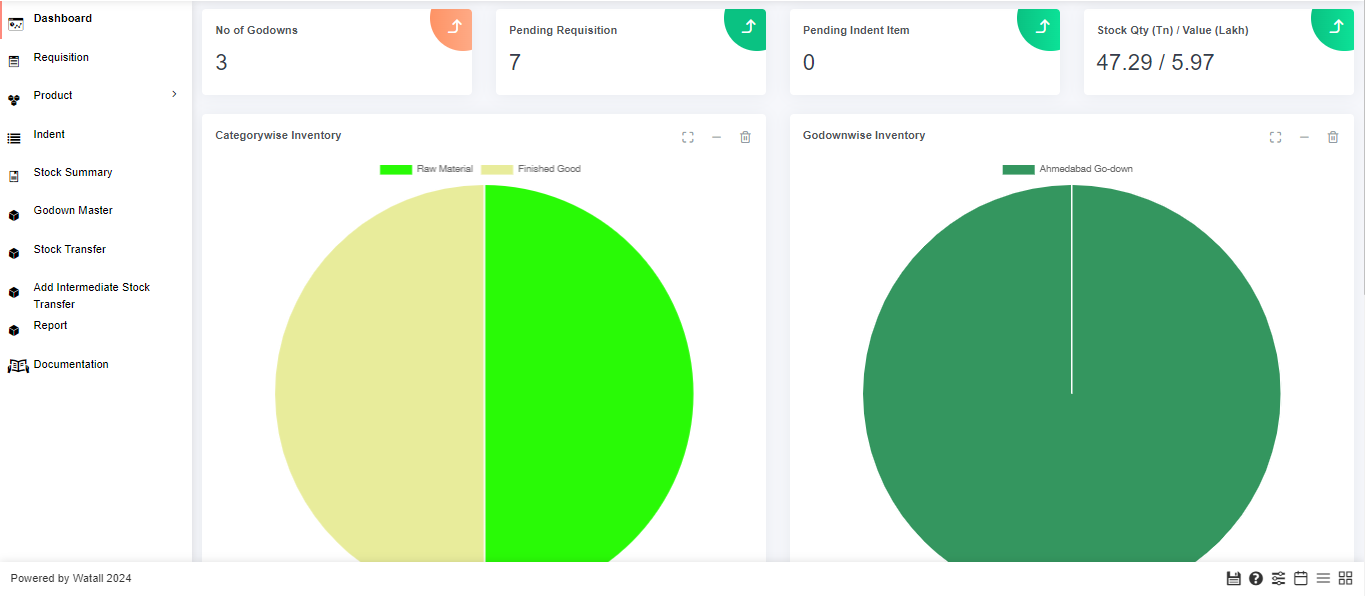 Dashboard
Requisition
Product
Indent
Stock Summary
Godown Master
Stock Transfer
Add Intermediate Stock
Transfer
Report
Documentation
No of Godowns
3
Pending Requisition
7
Pending Indent Item
0
Stock Qty (Tn) / Value (Lakh)
47.29 / 5.97
Categorywise Inventory
Raw Material Finished Good
Godownwise Inventory
Ahmedabad Go-down
Powered by Watall 2024